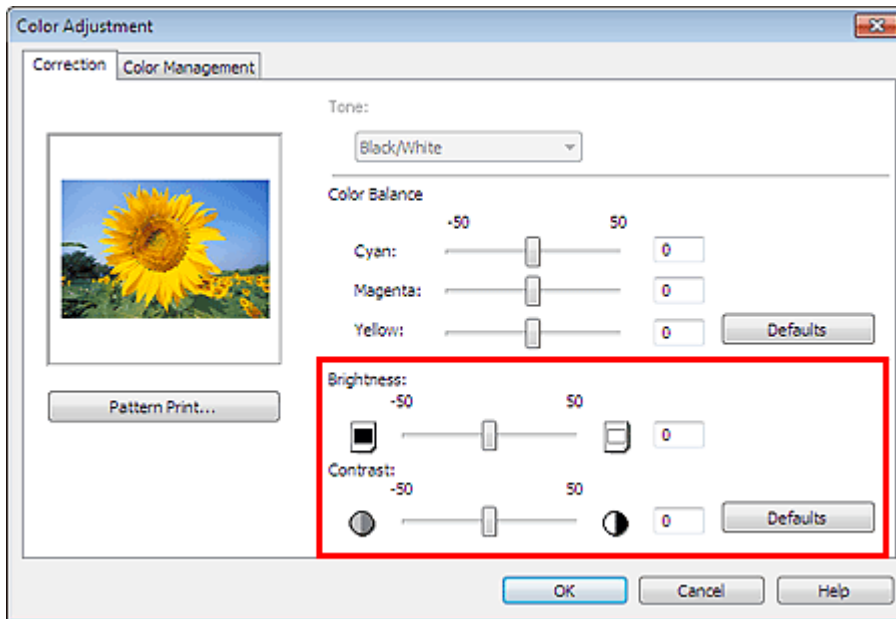 Color Adjustment
Correction Color Management
Tone:
Black/White
Color Balance
-50 50
Cyan: 0
Magenta: 0
Yellow: 0 Defaults
Pattern Print...
Brightness:
-50 50
0
Contrast:
-50 50
0 Defaults
OK Cancel Help